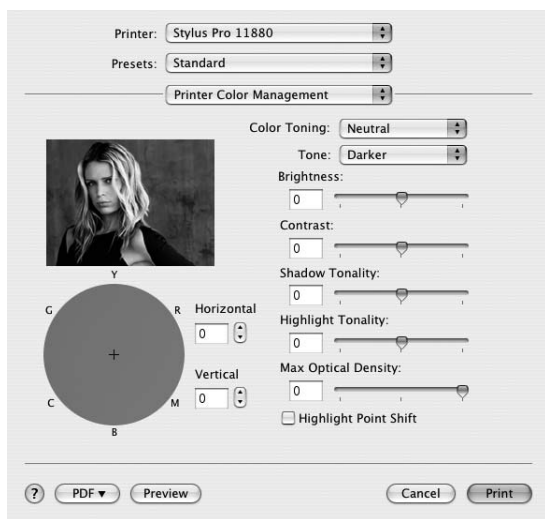 Printer: Stylus Pro 11880
Presets: Standard
Printer Color Management
Color Toning: Neutral
Tone: Darker
Brightness:
0
Contrast:
0
Shadow Tonality:
0
Highlight Tonality:
0
Max Optical Density:
0
Highlight Point Shift
Y
G R
C M
B
Horizontal
0
Vertical
0
? PDF▼ Preview Cancel Print